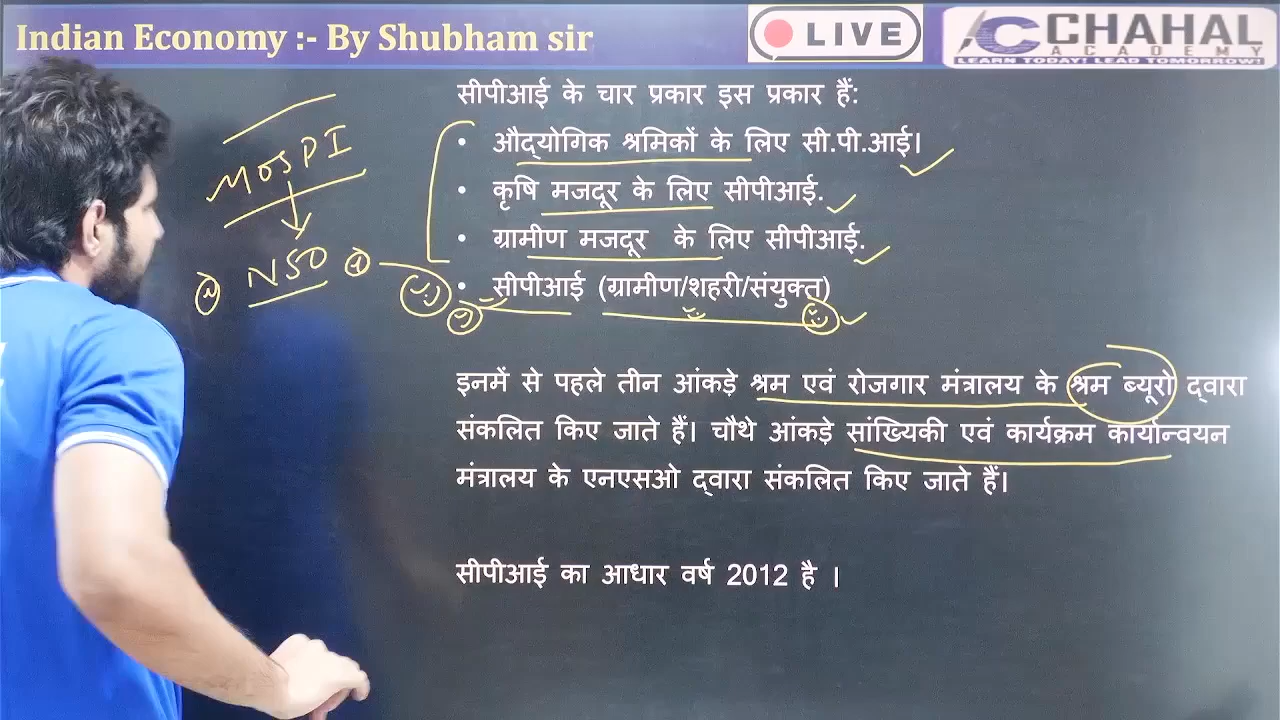 Indian Economy :- By Shubham sir
LIVE
CHAHAL
ACADEMY
LEARN TODAY! LEAD TOMORROW!
सीपीआई के चार प्रकार इस प्रकार हैं:
• औद्योगिक श्रमिकों के लिए सी.पी.आई।
• कृषि मजदूर के लिए सीपीआई.
• ग्रामीण मजदूर के लिए सीपीआई.
• सीपीआई (ग्रामीण/शहरी/संयुक्त)
MOSPI
NSO
इनमें से पहले तीन आंकड़े श्रम एवं रोजगार मंत्रालय के श्रम ब्यूरो द्वारा
संकलित किए जाते हैं। चौथे आंकड़े सांख्यिकी एवं कार्यक्रम कार्यान्वयन
मंत्रालय के एनएसओ द्वारा संकलित किए जाते हैं।
सीपीआई का आधार वर्ष 2012 है ।